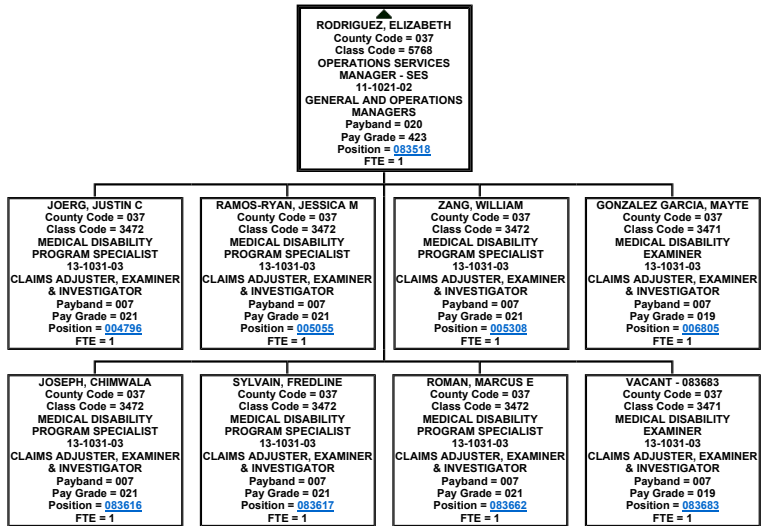 RODRIGUEZ, ELIZABETH
County Code = 037
Class Code = 5768
OPERATIONS SERVICES
MANAGER - SES
11-1021-02
GENERAL AND OPERATIONS
MANAGERS
Payband = 020
Pay Grade = 423
Position = 083518
FTE = 1
JOERG, JUSTIN C
County Code = 037
Class Code = 3472
MEDICAL DISABILITY
PROGRAM SPECIALIST
13-1031-03
CLAIMS ADJUSTER, EXAMINER
& INVESTIGATOR
Payband = 007
Pay Grade = 021
Position = 004796
FTE = 1
RAMOS-RYAN, JESSICA M
County Code = 037
Class Code = 3472
MEDICAL DISABILITY
PROGRAM SPECIALIST
13-1031-03
CLAIMS ADJUSTER, EXAMINER
& INVESTIGATOR
Payband = 007
Pay Grade = 021
Position = 005055
FTE = 1
ZANG, WILLIAM
County Code = 037
Class Code = 3472
MEDICAL DISABILITY
PROGRAM SPECIALIST
13-1031-03
CLAIMS ADJUSTER, EXAMINER
& INVESTIGATOR
Payband = 007
Pay Grade = 021
Position = 005308
FTE = 1
GONZALEZ GARCIA, MAYTE
County Code = 037
Class Code = 3471
MEDICAL DISABILITY
EXAMINER
13-1031-03
CLAIMS ADJUSTER, EXAMINER
& INVESTIGATOR
Payband = 007
Pay Grade = 019
Position = 006805
FTE = 1
JOSEPH, CHIMWALA
County Code = 037
Class Code = 3472
MEDICAL DISABILITY
PROGRAM SPECIALIST
13-1031-03
CLAIMS ADJUSTER, EXAMINER
& INVESTIGATOR
Payband = 007
Pay Grade = 021
Position = 083616
FTE = 1
SYLVAIN, FREDLINE
County Code = 037
Class Code = 3472
MEDICAL DISABILITY
PROGRAM SPECIALIST
13-1031-03
CLAIMS ADJUSTER, EXAMINER
& INVESTIGATOR
Payband = 007
Pay Grade = 021
Position = 083617
FTE = 1
ROMAN, MARCUS E
County Code = 037
Class Code = 3472
MEDICAL DISABILITY
PROGRAM SPECIALIST
13-1031-03
CLAIMS ADJUSTER, EXAMINER
& INVESTIGATOR
Payband = 007
Pay Grade = 021
Position = 083662
FTE = 1
VACANT - 083683
County Code = 037
Class Code = 3471
MEDICAL DISABILITY
EXAMINER
13-1031-03
CLAIMS ADJUSTER, EXAMINER
& INVESTIGATOR
Payband = 007
Pay Grade = 019
Position = 083683
FTE = 1